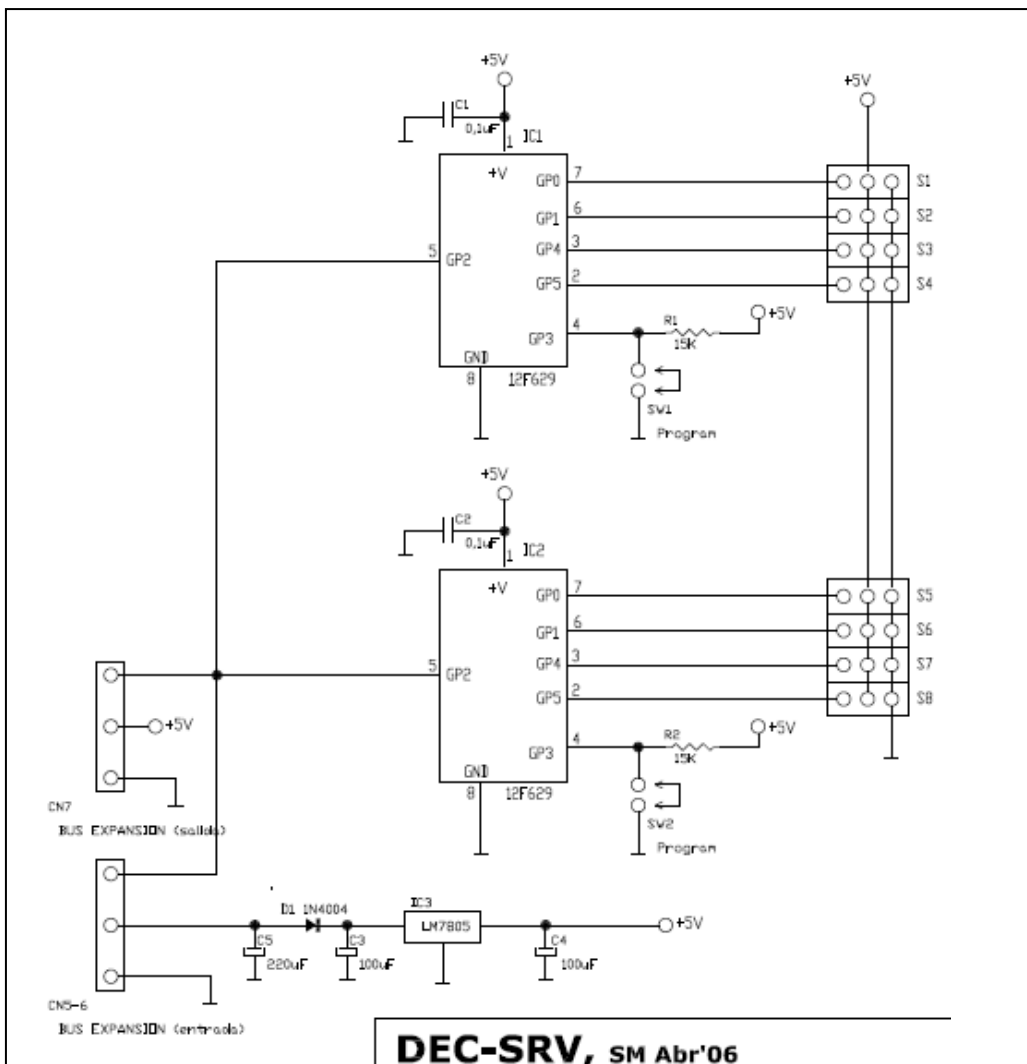 +5V
+5V
C1
0,1uF
1
IC1
+V
GP0
7
S1
GP1
6
S2
5
GP2
GP4
3
S3
GP5
2
S4
GP3
4
R1
15K
+5V
GND
8
12F629
SW1
Program
+5V
C2
0,1uF
1
IC2
+V
GP0
7
S5
GP1
6
S6
5
GP2
GP4
3
S7
GP5
2
S8
+5V
GP3
4
R2
15K
+5V
GND
8
12F629
SW2
Program
CN7
BUS EXPANSION (salida)
D1 1N4004
IC3
LM7805
+5V
C5
220uF
C3
100uF
C4
100uF
CN5-6
BUS EXPANSION (entrada)
DEC-SRV, SM Abr'06